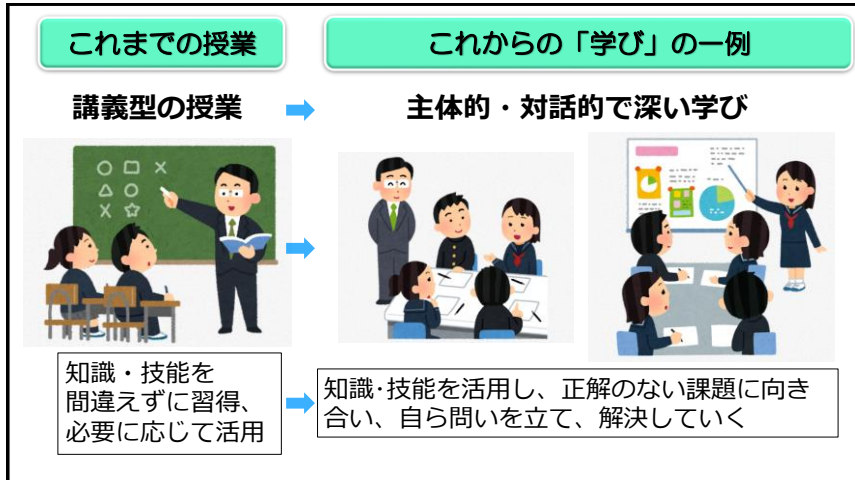 これまでの授業
これからの「学び」の一例
講義型の授業
主体的・対話的で深い学び
知識・技能を
間違えずに習得、
必要に応じて活用
知識・技能を活用し、正解のない課題に向き
合い、自ら問いを立て、解決していく